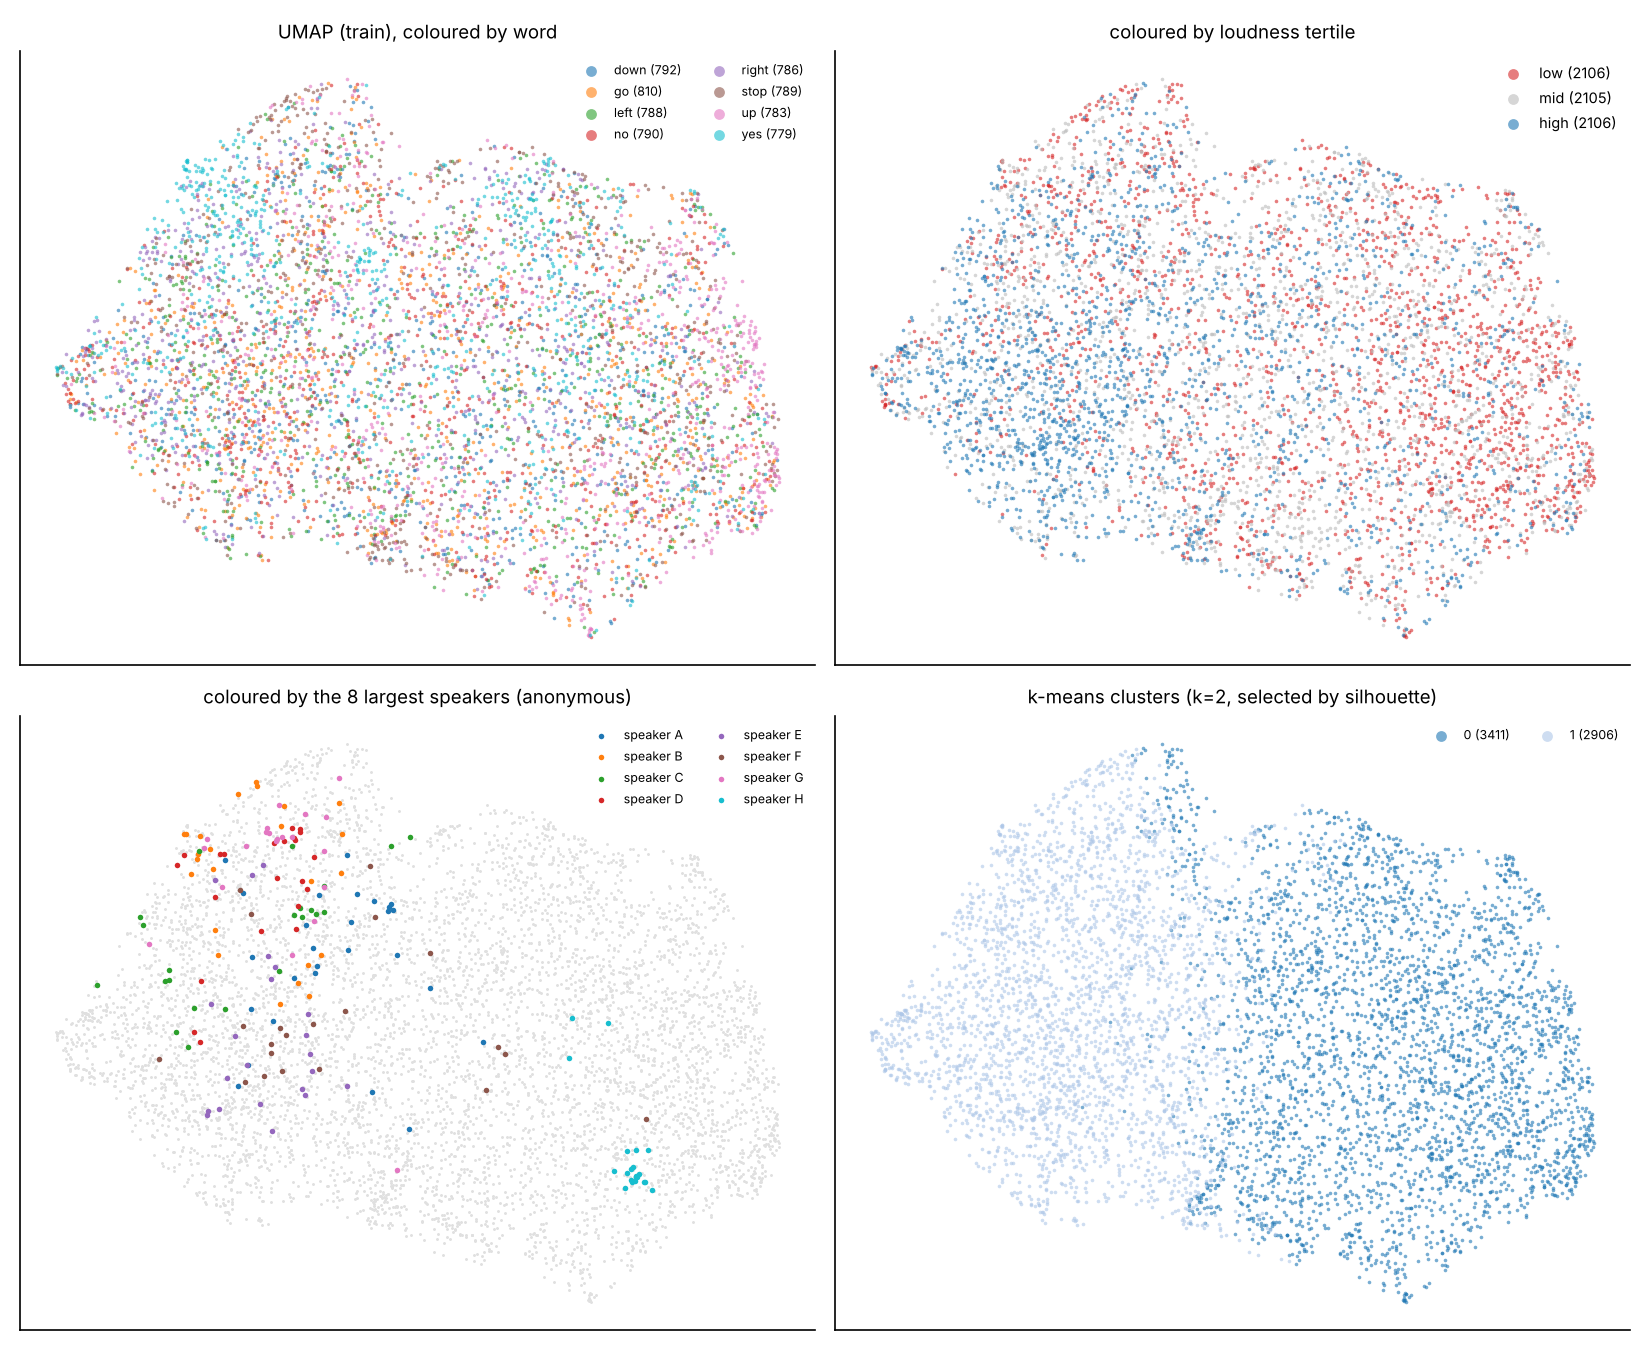 UMAP (train), coloured by word
down (792)
go (810)
left (788)
no (790)
right (786)
stop (789)
up (783)
yes (779)
coloured by loudness tertile
low (2106)
mid (2105)
high (2106)
coloured by the 8 largest speakers (anonymous)
speaker A
speaker B
speaker C
speaker D
speaker E
speaker F
speaker G
speaker H
k-means clusters (k=2, selected by silhouette)
0 (3411)
1 (2906)